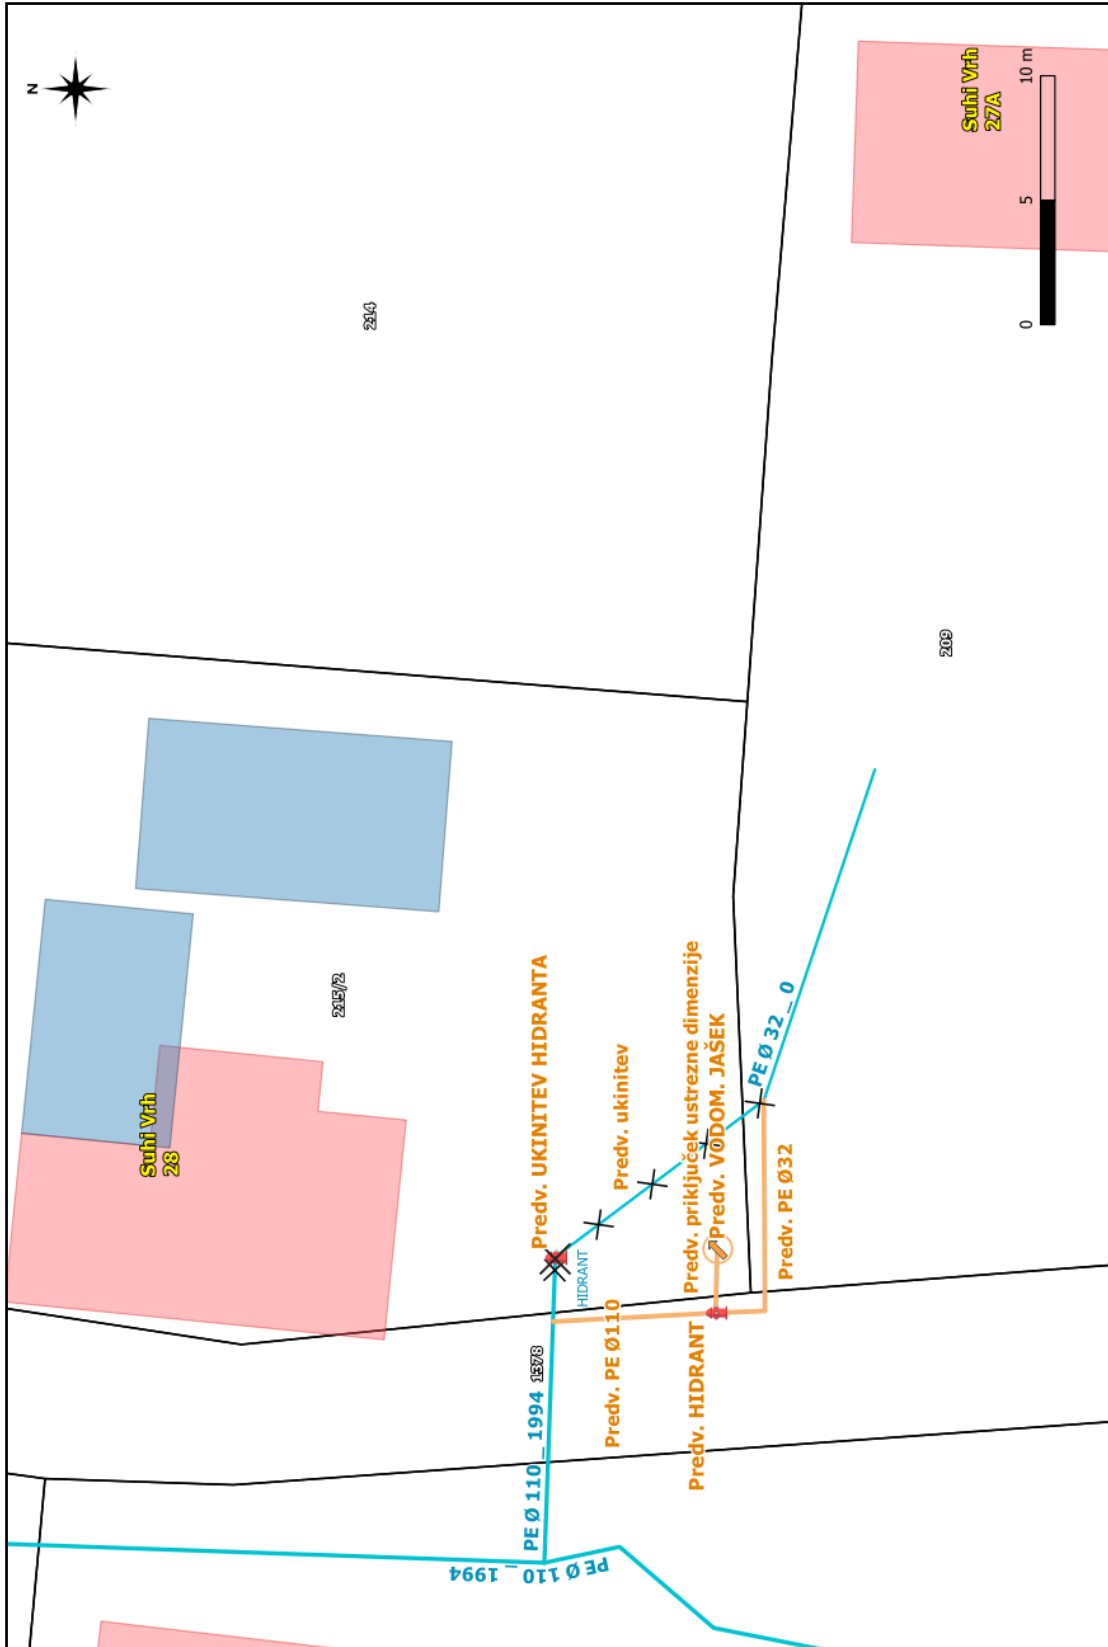 N
Suhi Vrh
27A
0
5
10 m
214
209
215/2
Suhi Vrh
28
Predv. UKINITEV HIDRANTA
Predv. ukinitev
Predv. priključek ustrezne dimenzije
Predv. VODOM. JAŠEK
PE Ø 32 _ 0
HIDRANT
Predv. PE Ø32
Predv. PE Ø110
Predv. HIDRANT
1378
PE Ø 110 _ 1994
PE Ø 110 _ 1994